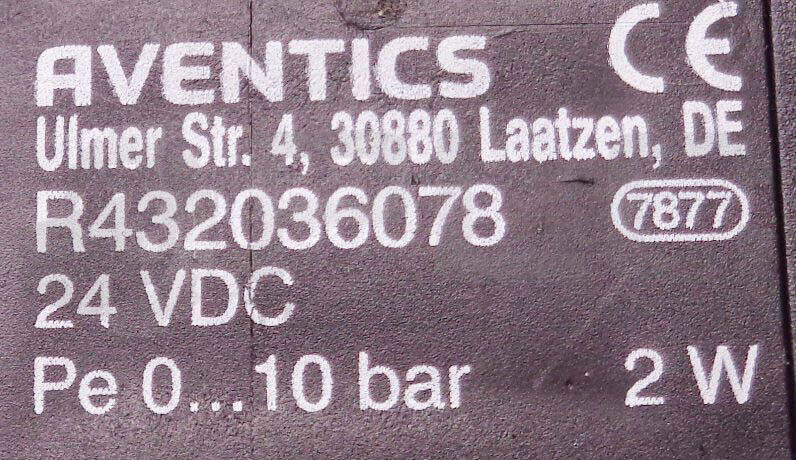 AVENTICS CE
Ulmer Str. 4, 30880 Laatzen, DE
R432036078 7877
24 VDC
Pe 0...10 bar 2 W